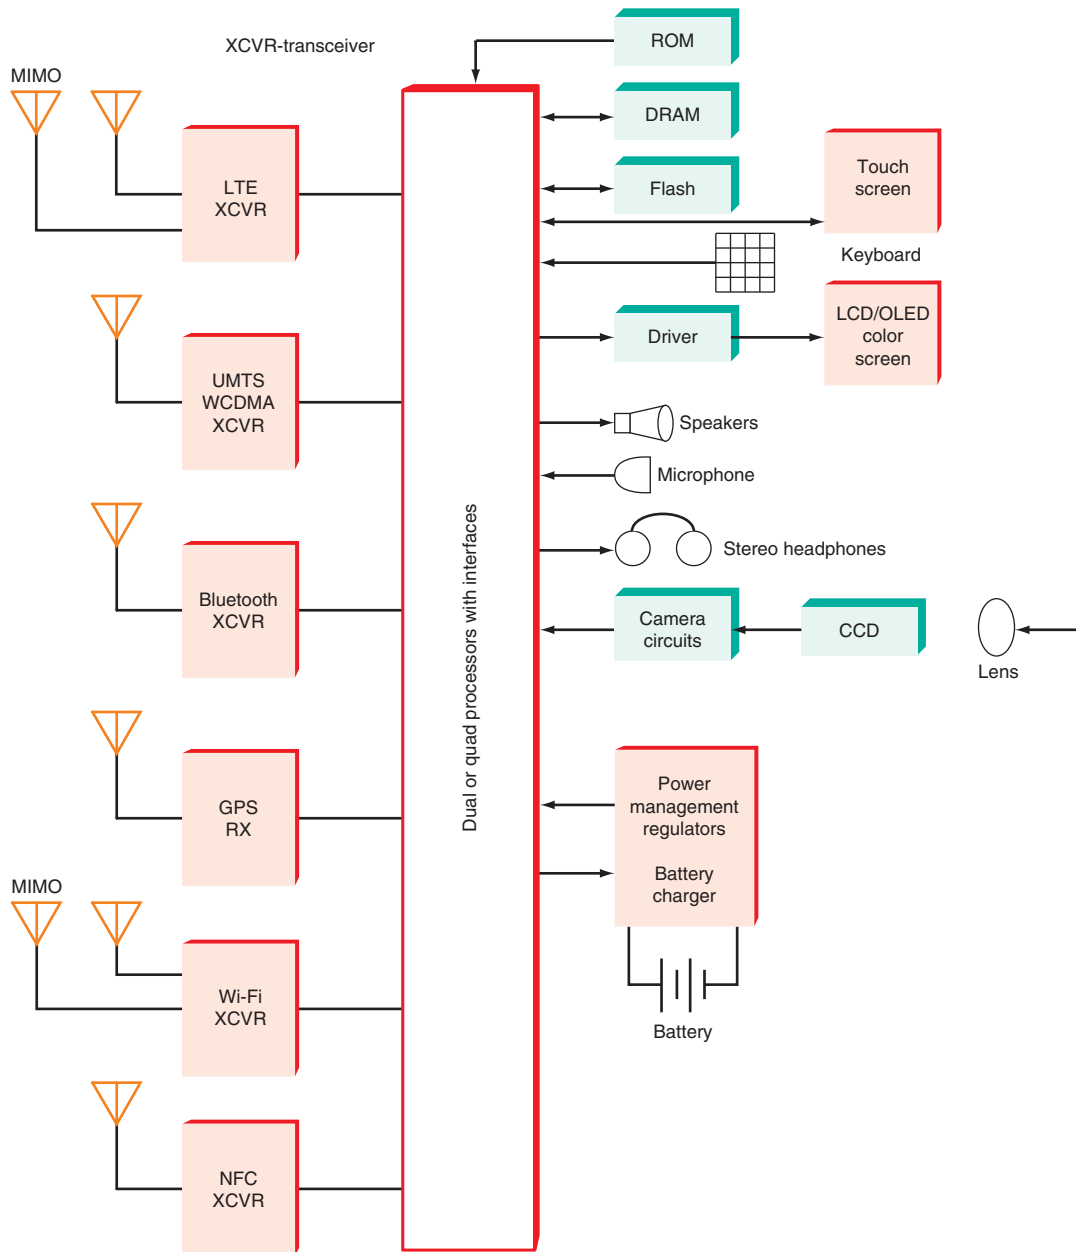 XCVR-transceiver
MIMO
LTE
XCVR
UMTS
WCDMA
XCVR
Bluetooth
XCVR
GPS
RX
MIMO
Wi-Fi
XCVR
NFC
XCVR
Dual or quad processors with interfaces
ROM
DRAM
Flash
Touch
screen
Keyboard
Driver
LCD/OLED
color
screen
Speakers
Microphone
Stereo headphones
Camera
circuits
CCD
Lens
Power
management
regulators
Battery
charger
Battery